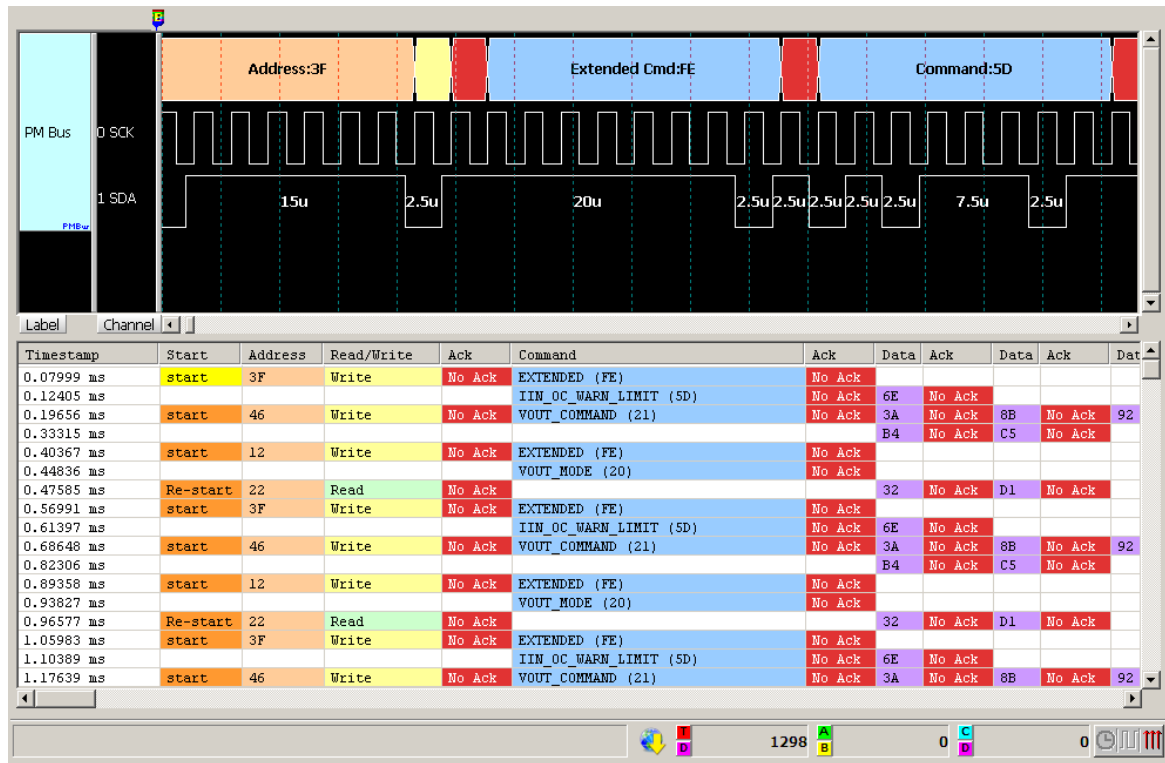 Address:3F Extended Cmd:FE Command:5D
PM Bus 0 SCK
1 SDA 15u 2.5u 20u 2.5u 2.5u 2.5u 2.5u 2.5u 7.5u 2.5u
Label Channel
Timestamp Start Address Read/Write Ack Command Ack Data Ack Data Ack Dat
0.07999 ms start 3F Write No Ack EXTENDED (FE) No Ack
0.12405 ms IIN_OC_WARN_LIMIT (5D) No Ack 6E No Ack
0.19656 ms start 46 Write No Ack VOUT_COMMAND (21) No Ack 3A No Ack 8B No Ack 92
0.33315 ms B4 No Ack C5 No Ack
0.40367 ms start 12 Write No Ack EXTENDED (FE) No Ack
0.44836 ms VOUT_MODE (20) No Ack
0.47585 ms Re-start 22 Read No Ack 32 No Ack D1 No Ack
0.56991 ms start 3F Write No Ack EXTENDED (FE) No Ack
0.61397 ms IIN_OC_WARN_LIMIT (5D) No Ack 6E No Ack
0.68648 ms start 46 Write No Ack VOUT_COMMAND (21) No Ack 3A No Ack 8B No Ack 92
0.82306 ms B4 No Ack C5 No Ack
0.89358 ms start 12 Write No Ack EXTENDED (FE) No Ack
0.93827 ms VOUT_MODE (20) No Ack
0.96577 ms Re-start 22 Read No Ack 32 No Ack D1 No Ack
1.05983 ms start 3F Write No Ack EXTENDED (FE) No Ack
1.10389 ms IIN_OC_WARN_LIMIT (5D) No Ack 6E No Ack
1.17639 ms start 46 Write No Ack VOUT_COMMAND (21) No Ack 3A No Ack 8B No Ack 92
T D 1298 A B 0 C D 0